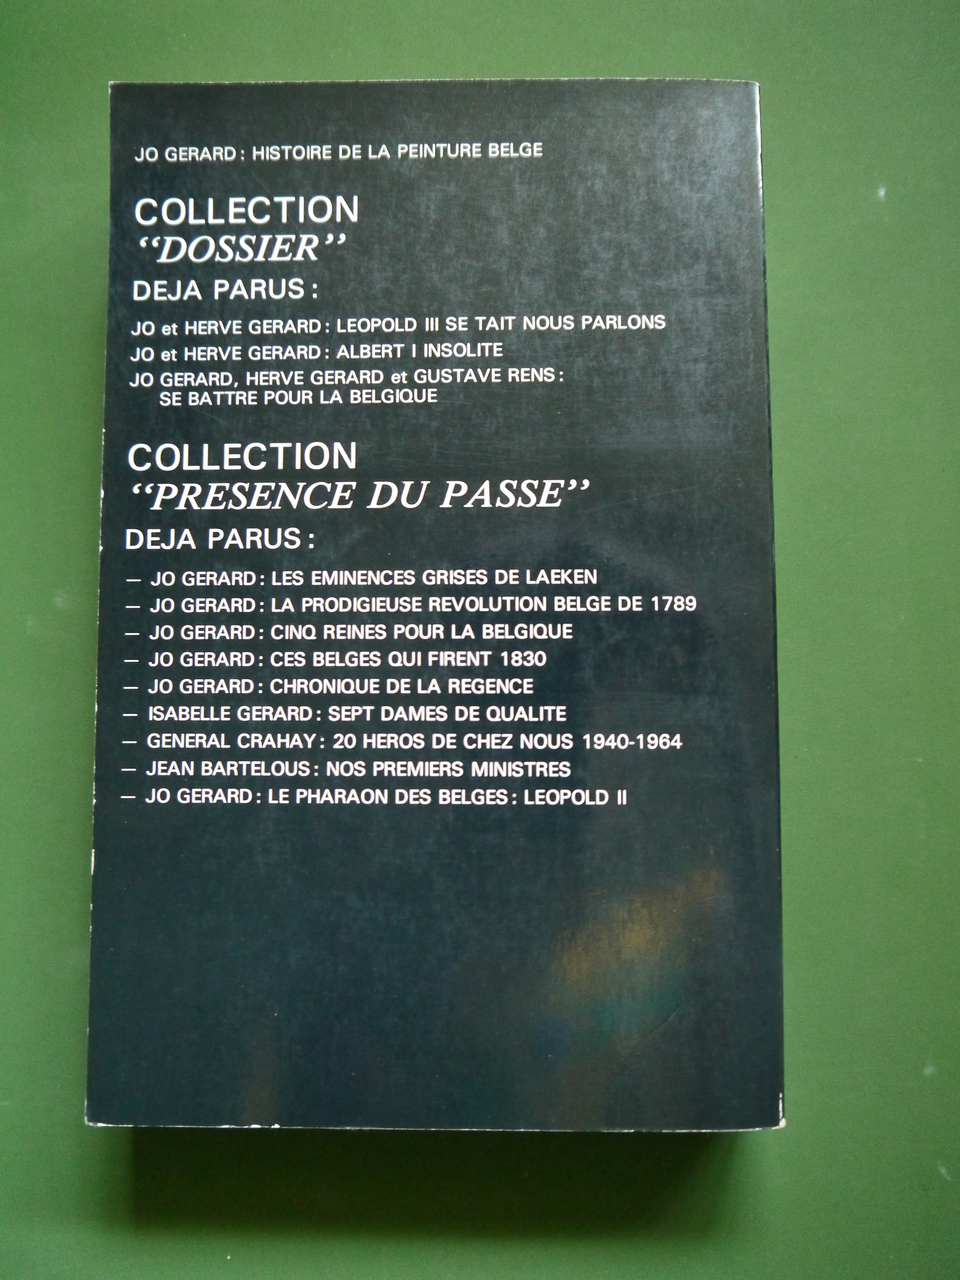 JO GERARD : HISTOIRE DE LA PEINTURE BELGE
COLLECTION
“DOSSIER”
DEJA PARUS :
JO et HERVE GERARD : LEOPOLD III SE TAIT NOUS PARLONS
JO et HERVE GERARD : ALBERT I INSOLITE
JO GERARD, HERVE GERARD et GUSTAVE RENS :
SE BATTRE POUR LA BELGIQUE
COLLECTION
“PRESENCE DU PASSE”
DEJA PARUS :
— JO GERARD : LES EMINENCES GRISES DE LAEKEN
— JO GERARD : LA PRODIGIEUSE REVOLUTION BELGE DE 1789
— JO GERARD : CINQ REINES POUR LA BELGIQUE
— JO GERARD : CES BELGES QUI FIRENT 1830
— JO GERARD : CHRONIQUE DE LA REGENCE
— ISABELLE GERARD : SEPT DAMES DE QUALITE
— GENERAL CRAHAY : 20 HEROS DE CHEZ NOUS 1940-1964
— JEAN BARTELOUS : NOS PREMIERS MINISTRES
— JO GERARD : LE PHARAON DES BELGES : LEOPOLD II